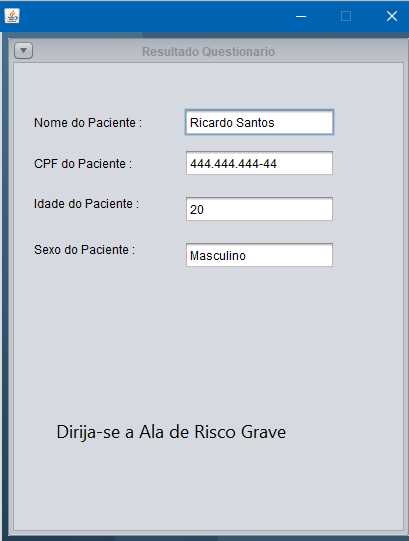 Resultado Questionario
Nome do Paciente : Ricardo Santos
CPF do Paciente : 444.444.444-44
Idade do Paciente : 20
Sexo do Paciente : Masculino
Dirija-se a Ala de Risco Grave